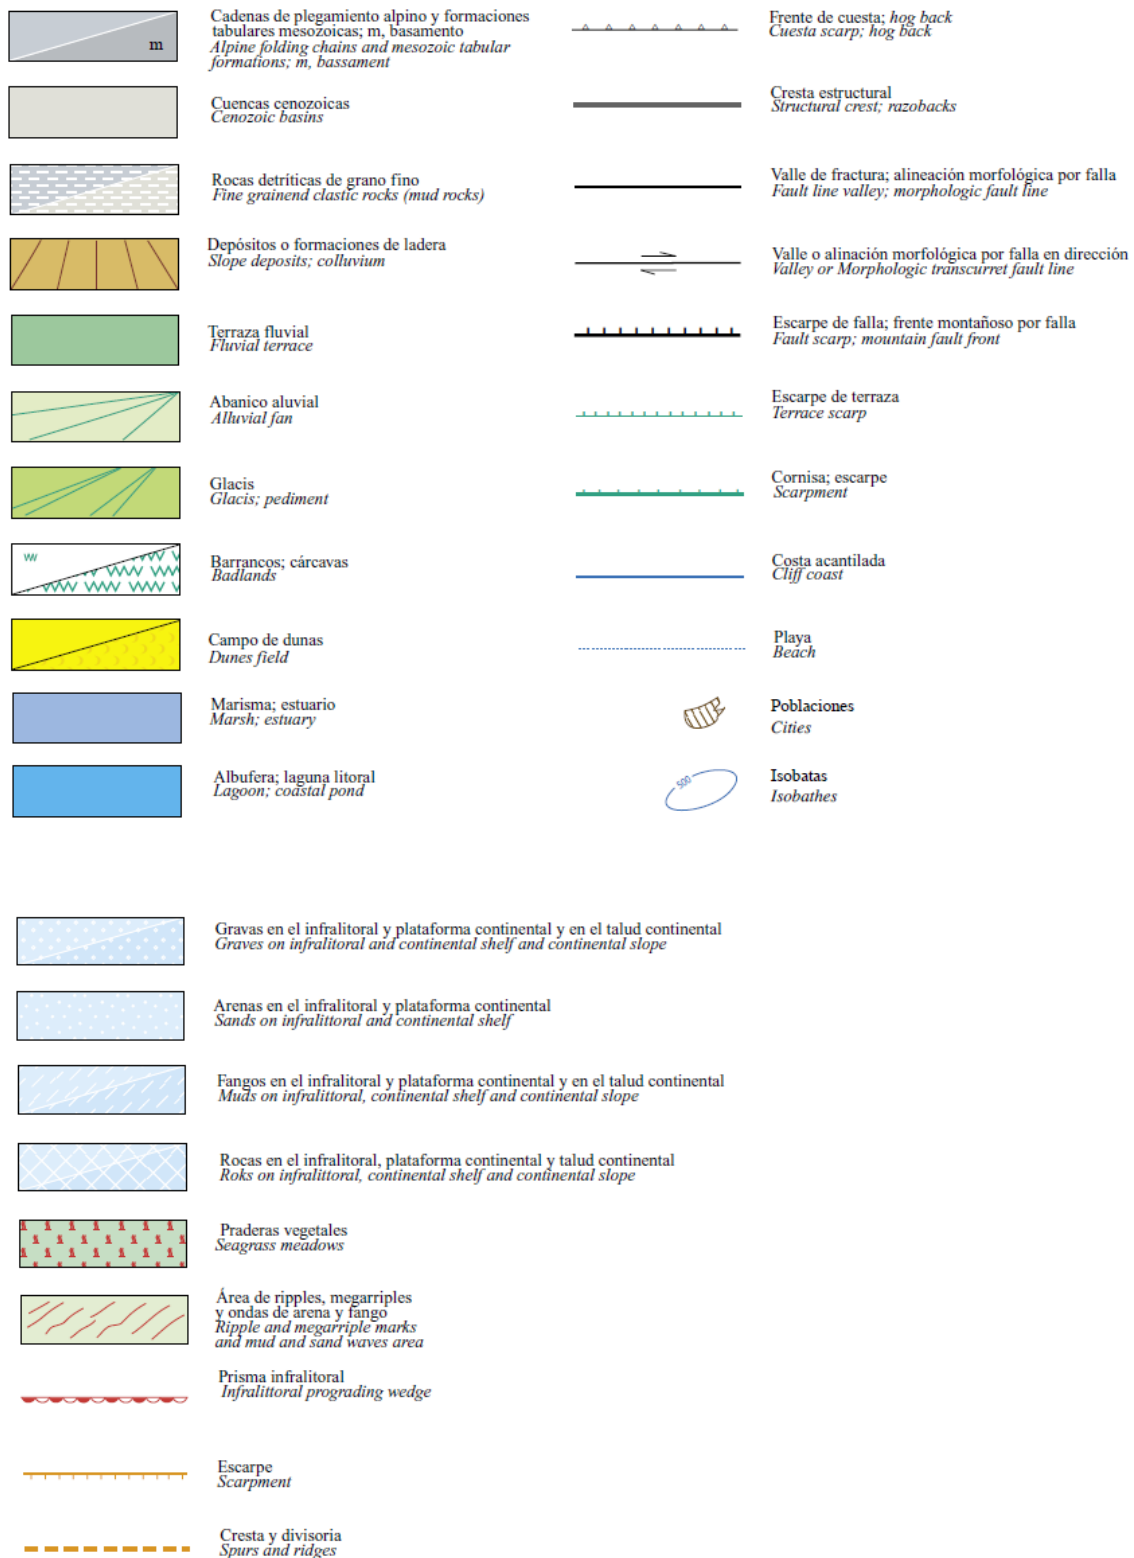 Cadenas de plegamiento alpino y formaciones
tabulares mesozoicas; m, basamento
Alpine folding chains and mesozoic tabular
formations; m, bassament
m
Cuencas cenozoicas
Cenozoic basins
Rocas detríticas de grano fino
Fine grainend clastic rocks (mud rocks)
Depósitos o formaciones de ladera
Slope deposits; colluvium
Terraza fluvial
Fluvial terrace
Abanico aluvial
Alluvial fan
Glacis
Glacis; pediment
Barrancos; cárcavas
Badlands
Campo de dunas
Dunes field
Marisma; estuario
Marsh; estuary
Albufera; laguna litoral
Lagoon; coastal pond
Frente de cuesta; hog back
Cuesta scarp; hog back
Cresta estructural
Structural crest; razobacks
Valle de fractura; alineación morfológica por falla
Fault line valley; morphologic fault line
Valle o alinación morfológica por falla en dirección
Valley or Morphologic transcurret fault line
Escarpe de falla; frente montañoso por falla
Fault scarp; mountain fault front
Escarpe de terraza
Terrace scarp
Cornisa; escarpe
Scarpment
Costa acantilada
Cliff coast
Playa
Beach
Poblaciones
Cities
500
Isobatas
Isobathes
Gravas en el infralitoral y plataforma continental y en el talud continental
Graves on infralitoral and continental shelf and continental slope
Arenas en el infralitoral y plataforma continental
Sands on infralittoral and continental shelf
Fangos en el infralitoral y plataforma continental y en el talud continental
Muds on infralittoral, continental shelf and continental slope
Rocas en el infralitoral, plataforma continental y talud continental
Roks on infralittoral, continental shelf and continental slope
Praderas vegetales
Seagrass meadows
Área de ripples, megarriples
y ondas de arena y fango
Ripple and megarriple marks
and mud and sand waves area
Prisma infralitoral
Infralittoral prograding wedge
Escarpe
Scarpment
Cresta y divisoria
Spurs and ridges